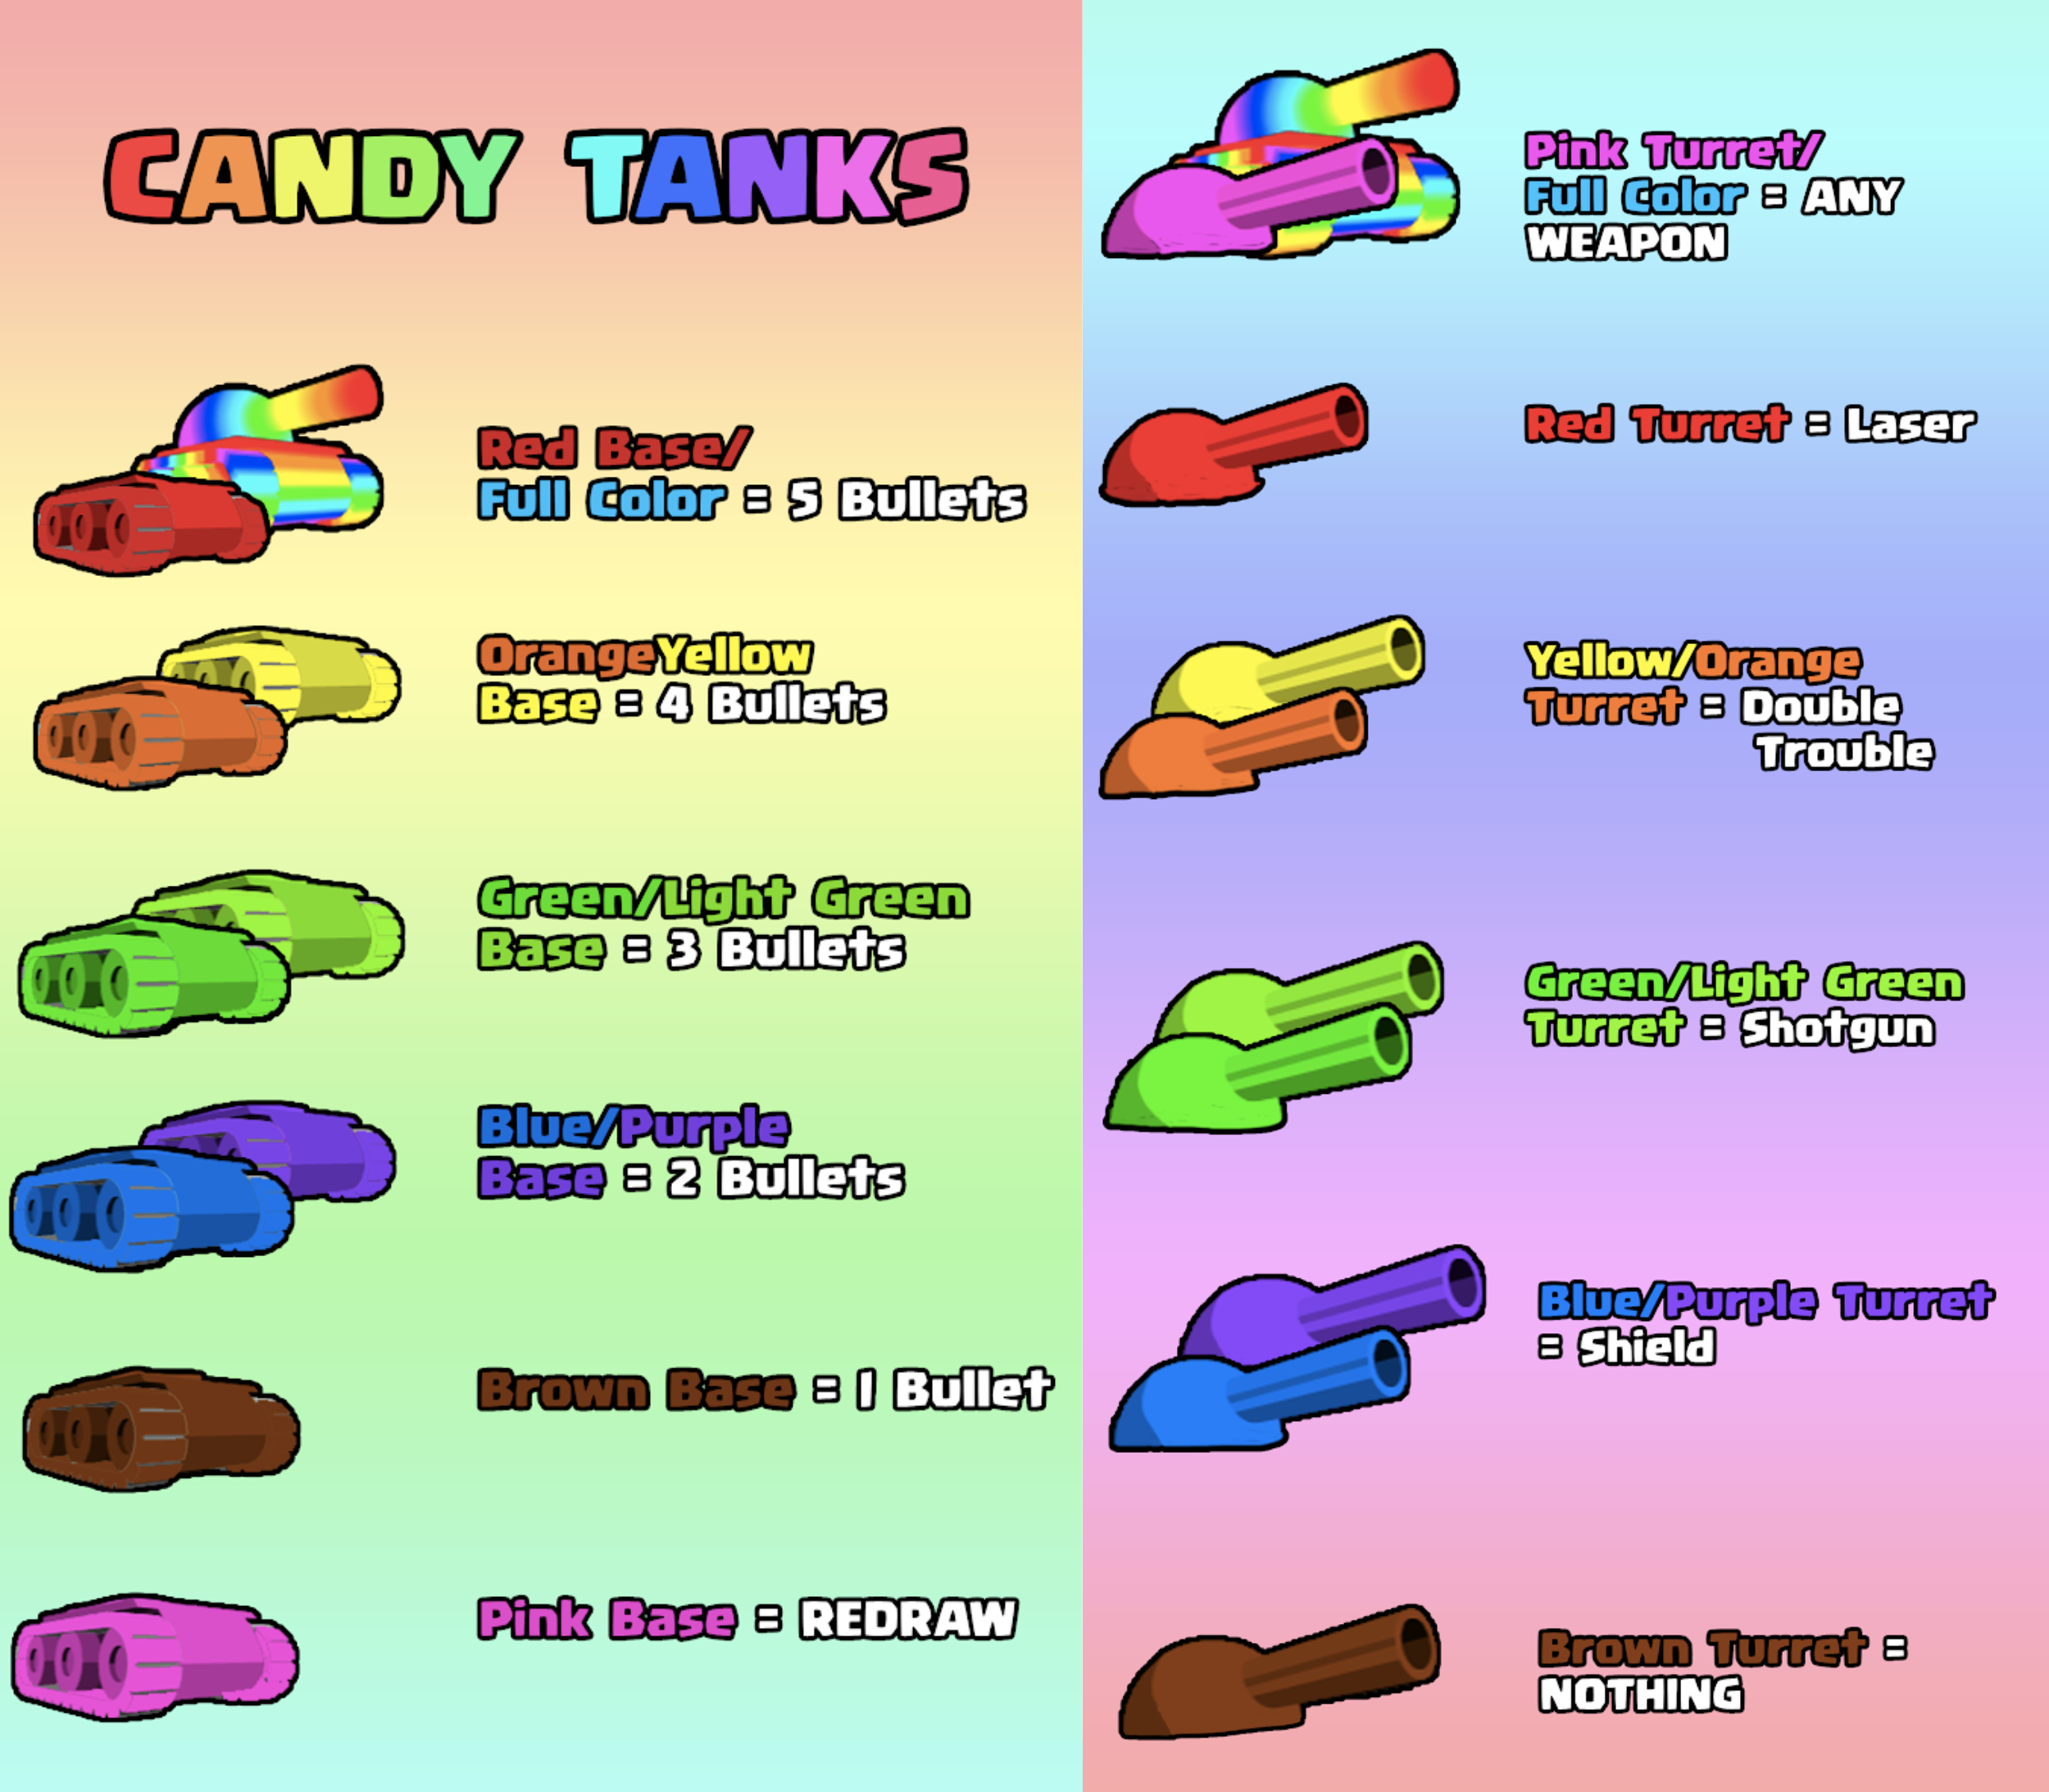 CANDY TANKS
Red Base/
Full Color = 5 Bullets
OrangeYellow
Base = 4 Bullets
Green/Light Green
Base = 3 Bullets
Blue/Purple
Base = 2 Bullets
Brown Base = 1 Bullet
Pink Base = REDRAW
Pink Turret/
Full Color = ANY
WEAPON
Red Turret = Laser
Yellow/Orange
Turret = Double
Trouble
Green/Light Green
Turret = Shotgun
Blue/Purple Turret
= Shield
Brown Turret =
NOTHING